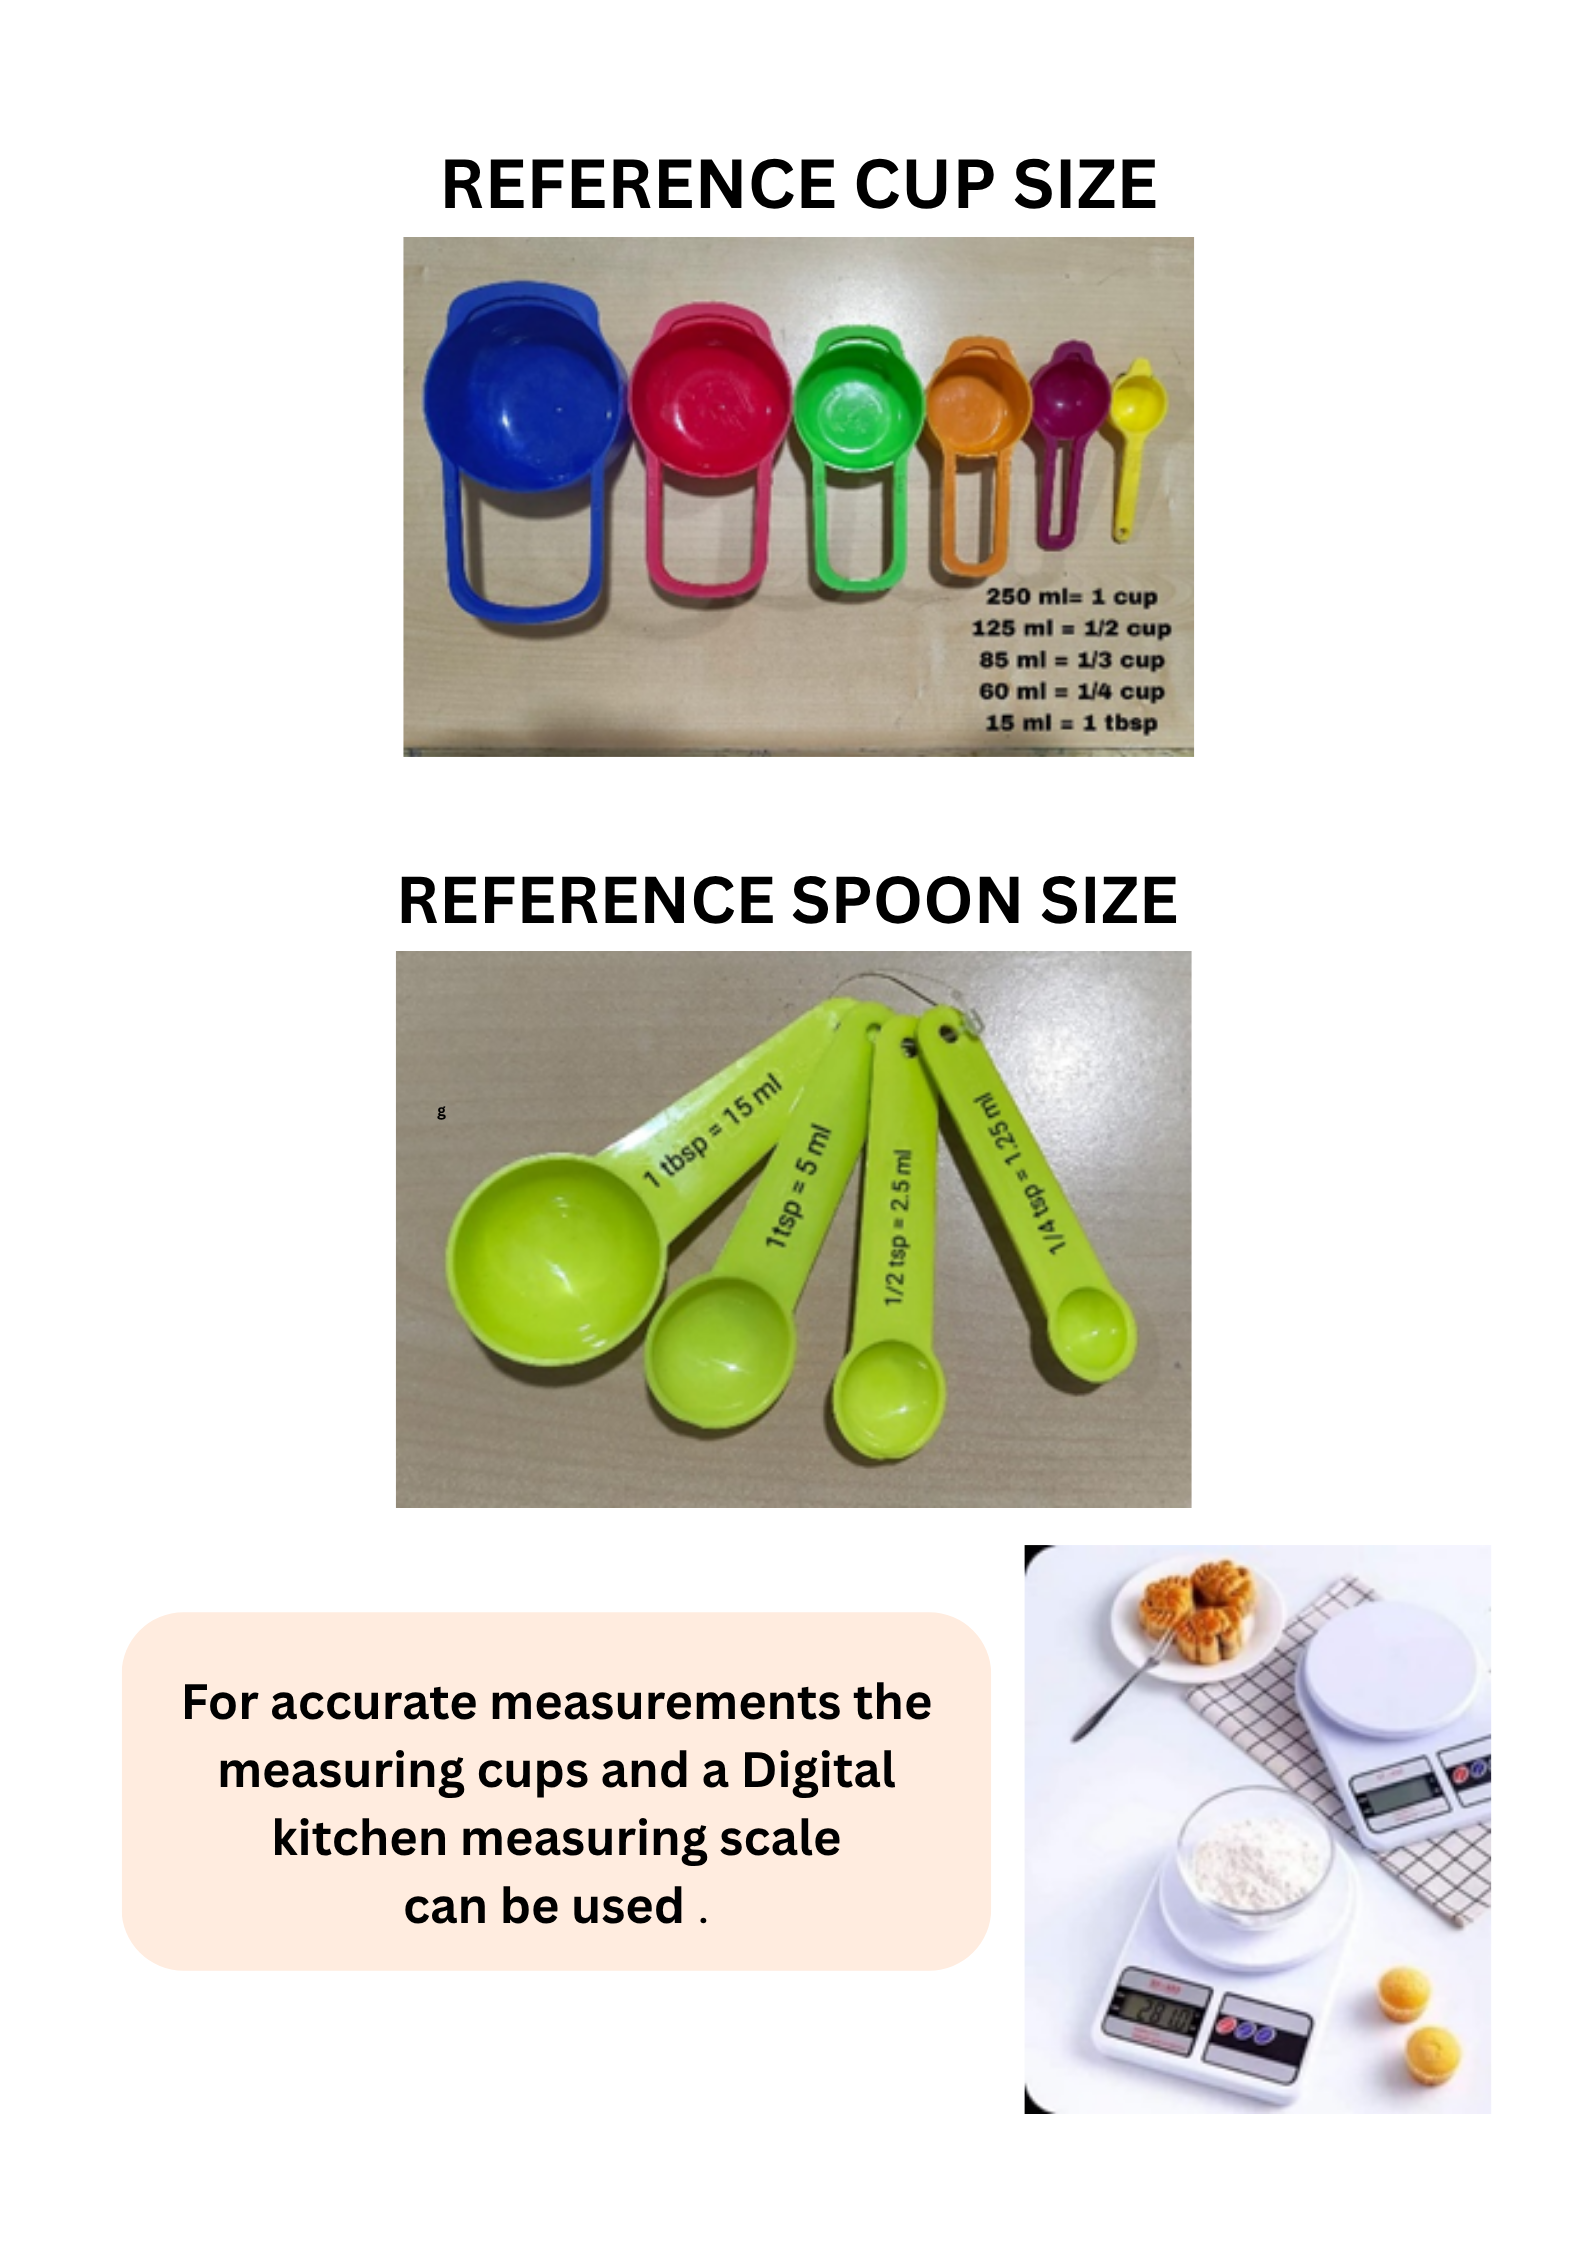 REFERENCE CUP SIZE
250 ml= 1 cup
125 ml = 1/2 cup
85 ml = 1/3 cup
60 ml = 1/4 cup
15 ml = 1 tbsp
REFERENCE SPOON SIZE
g
1 tbsp = 15 ml
1tsp = 5 ml
1/2 tsp = 2.5 ml
1/4 tsp = 1.25 ml
For accurate measurements the
measuring cups and a Digital
kitchen measuring scale
can be used .